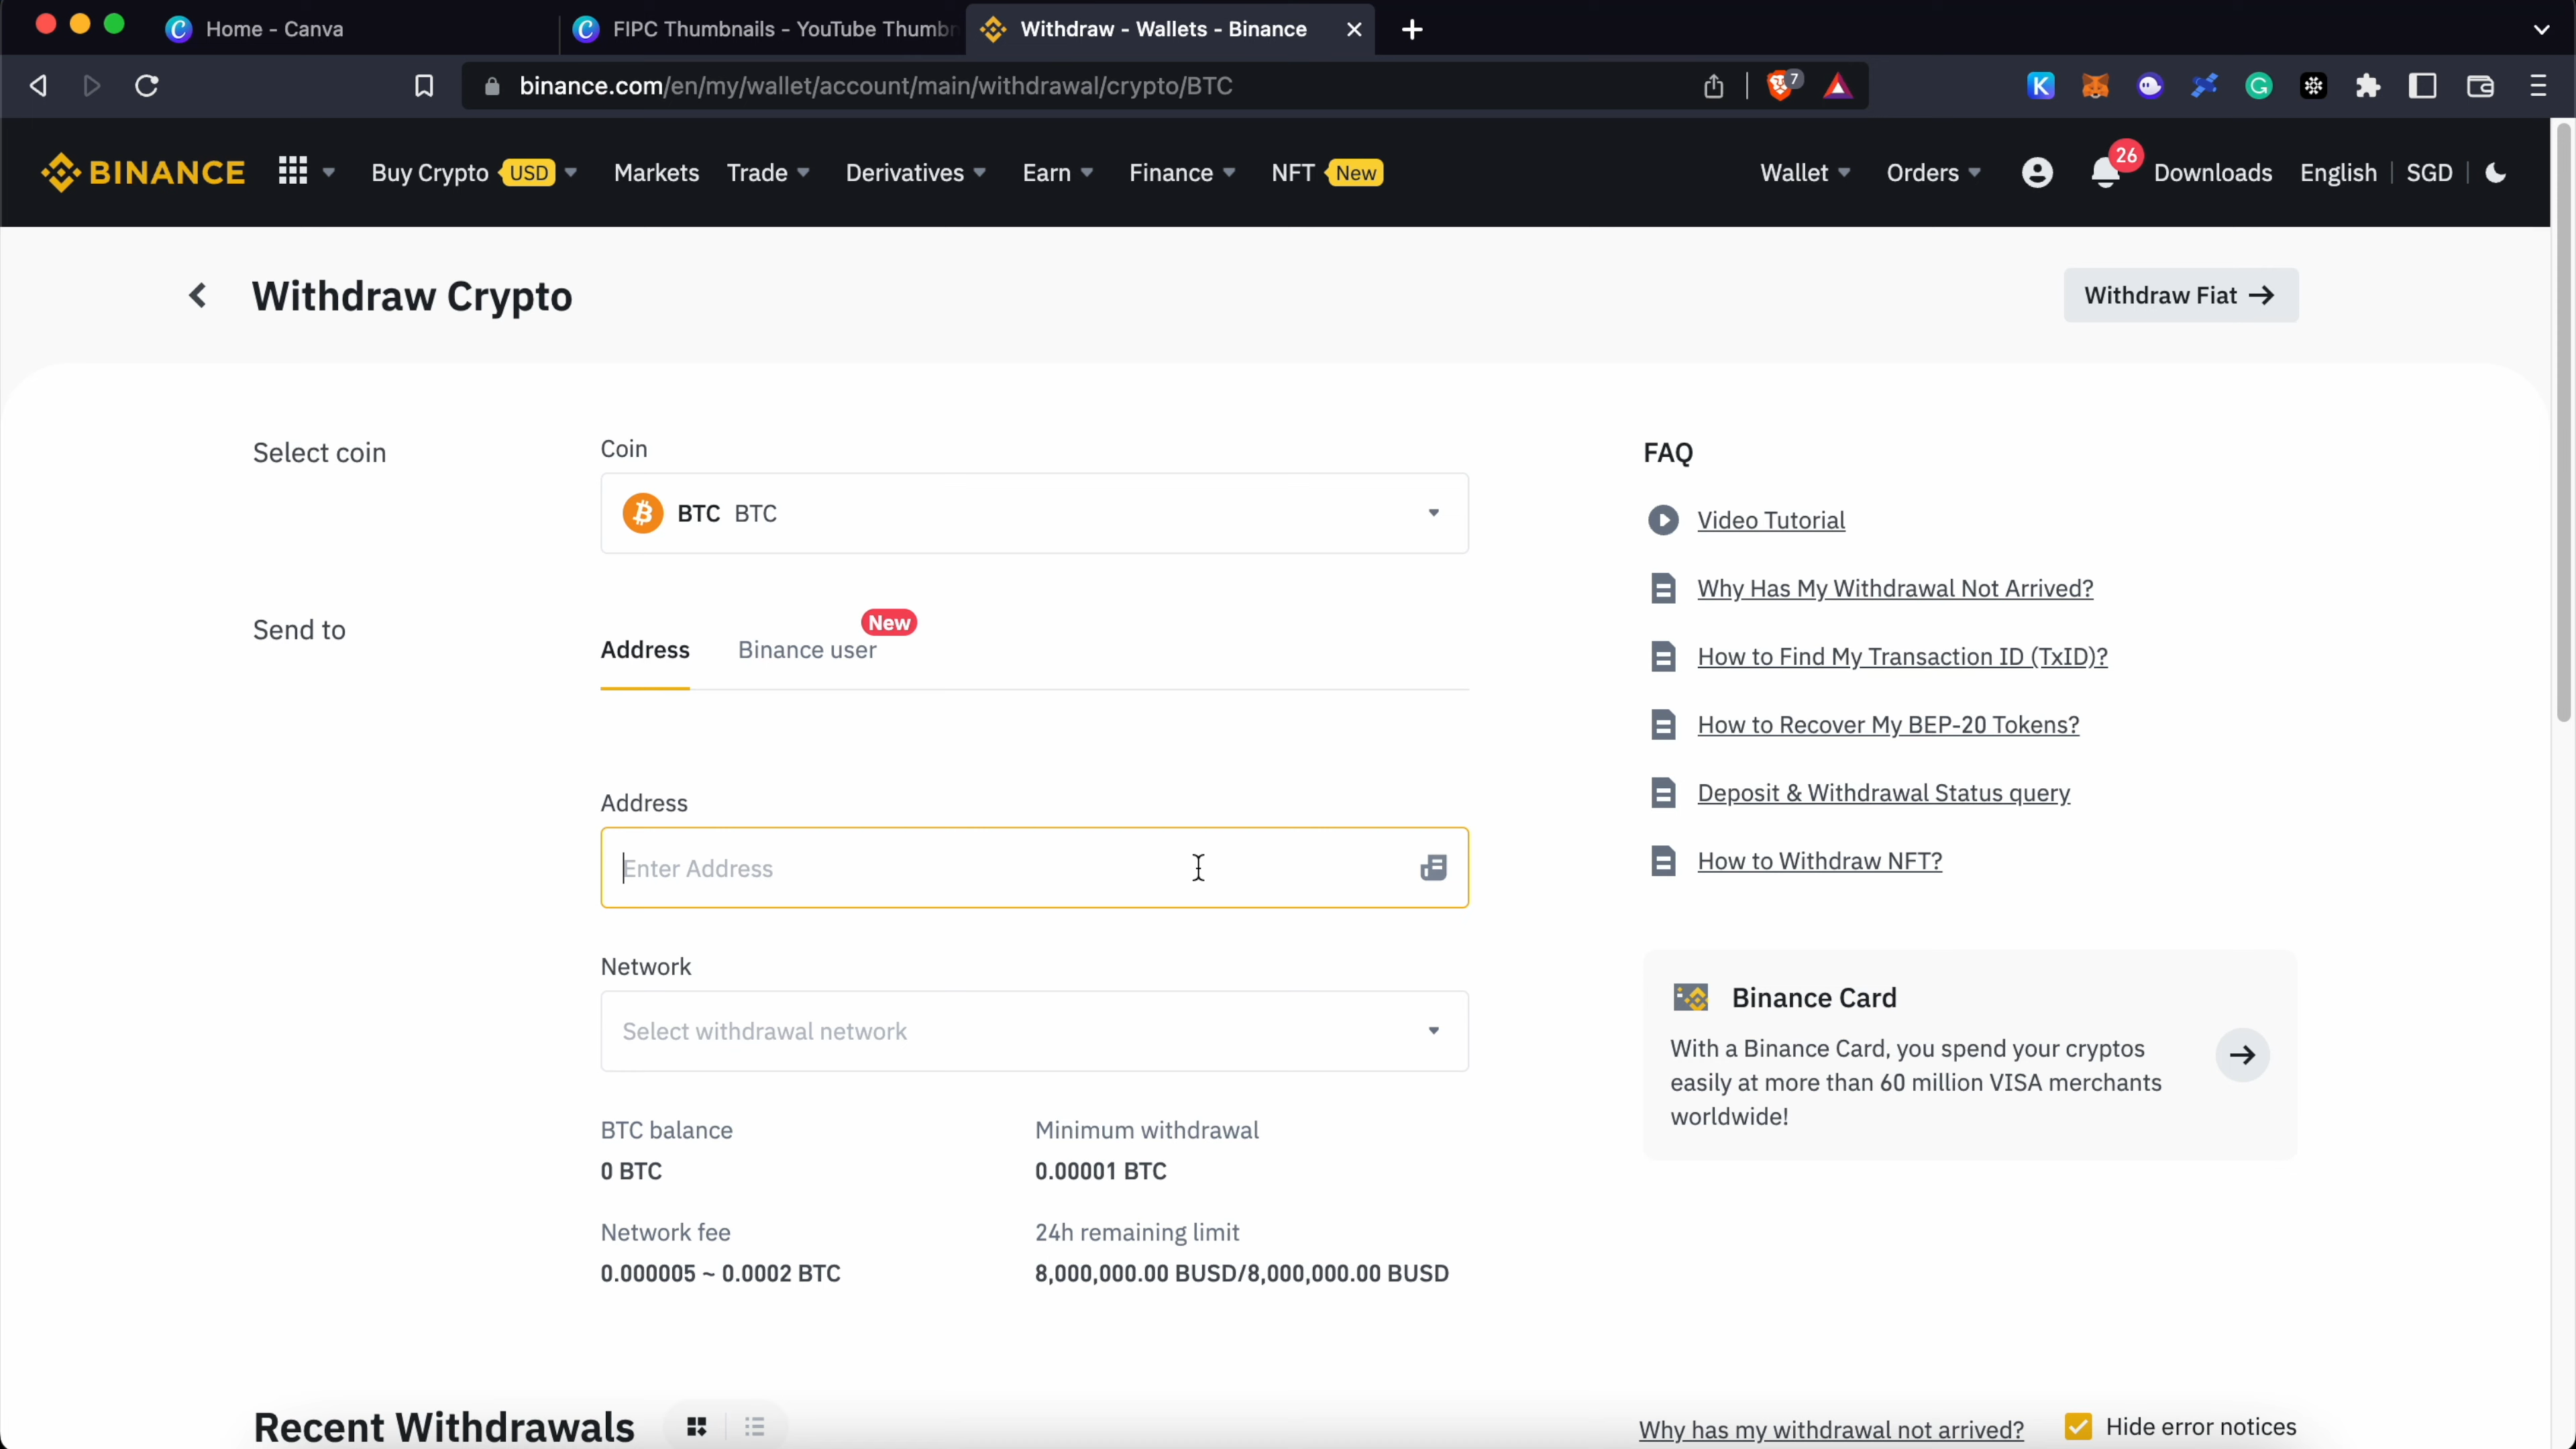 Home - Canva
FIPC Thumbnails - YouTube Thumbn
Withdraw - Wallets - Binance
binance.com/en/my/wallet/account/main/withdrawal/crypto/BTC
7
BINANCE
Buy Crypto USD
Markets
Trade
Derivatives
Earn
Finance
NFT New
Wallet
Orders
26
Downloads
English
SGD
Withdraw Crypto
Withdraw Fiat
Select coin
Coin
BTC BTC
Send to
Address
Binance user
New
Address
Enter Address
Network
Select withdrawal network
BTC balance
0 BTC
Minimum withdrawal
0.00001 BTC
Network fee
0.000005 ~ 0.0002 BTC
24h remaining limit
8,000,000.00 BUSD/8,000,000.00 BUSD
FAQ
Video Tutorial
Why Has My Withdrawal Not Arrived?
How to Find My Transaction ID (TxID)?
How to Recover My BEP-20 Tokens?
Deposit & Withdrawal Status query
How to Withdraw NFT?
Binance Card
With a Binance Card, you spend your cryptos
easily at more than 60 million VISA merchants
worldwide!
Recent Withdrawals
Why has my withdrawal not arrived?
Hide error notices